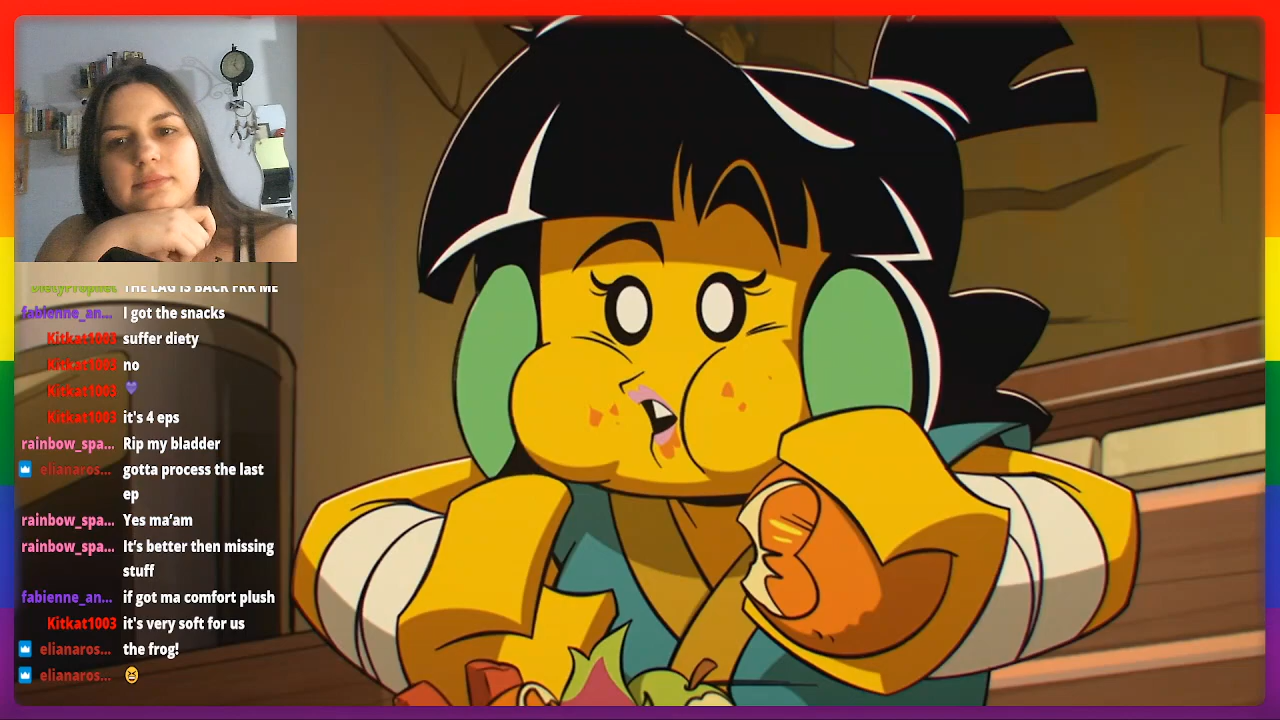 THE LAG IS BACK FRR ME
fabienne_an... I got the snacks
Kitkat1003 suffer diety
Kitkat1003 no
Kitkat1003 💜
Kitkat1003 it's 4 eps
rainbow_spa... Rip my bladder
elianaros... gotta process the last
ep
rainbow_spa... Yes ma’am
rainbow_spa... It’s better then missing
stuff
fabienne_an... if got ma comfort plush
Kitkat1003 it's very soft for us
elianaros... the frog!
elianaros... 😆